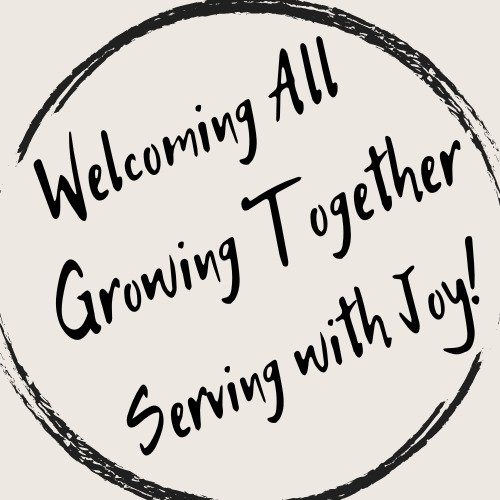 Welcoming All
Growing Together
Serving with Joy!